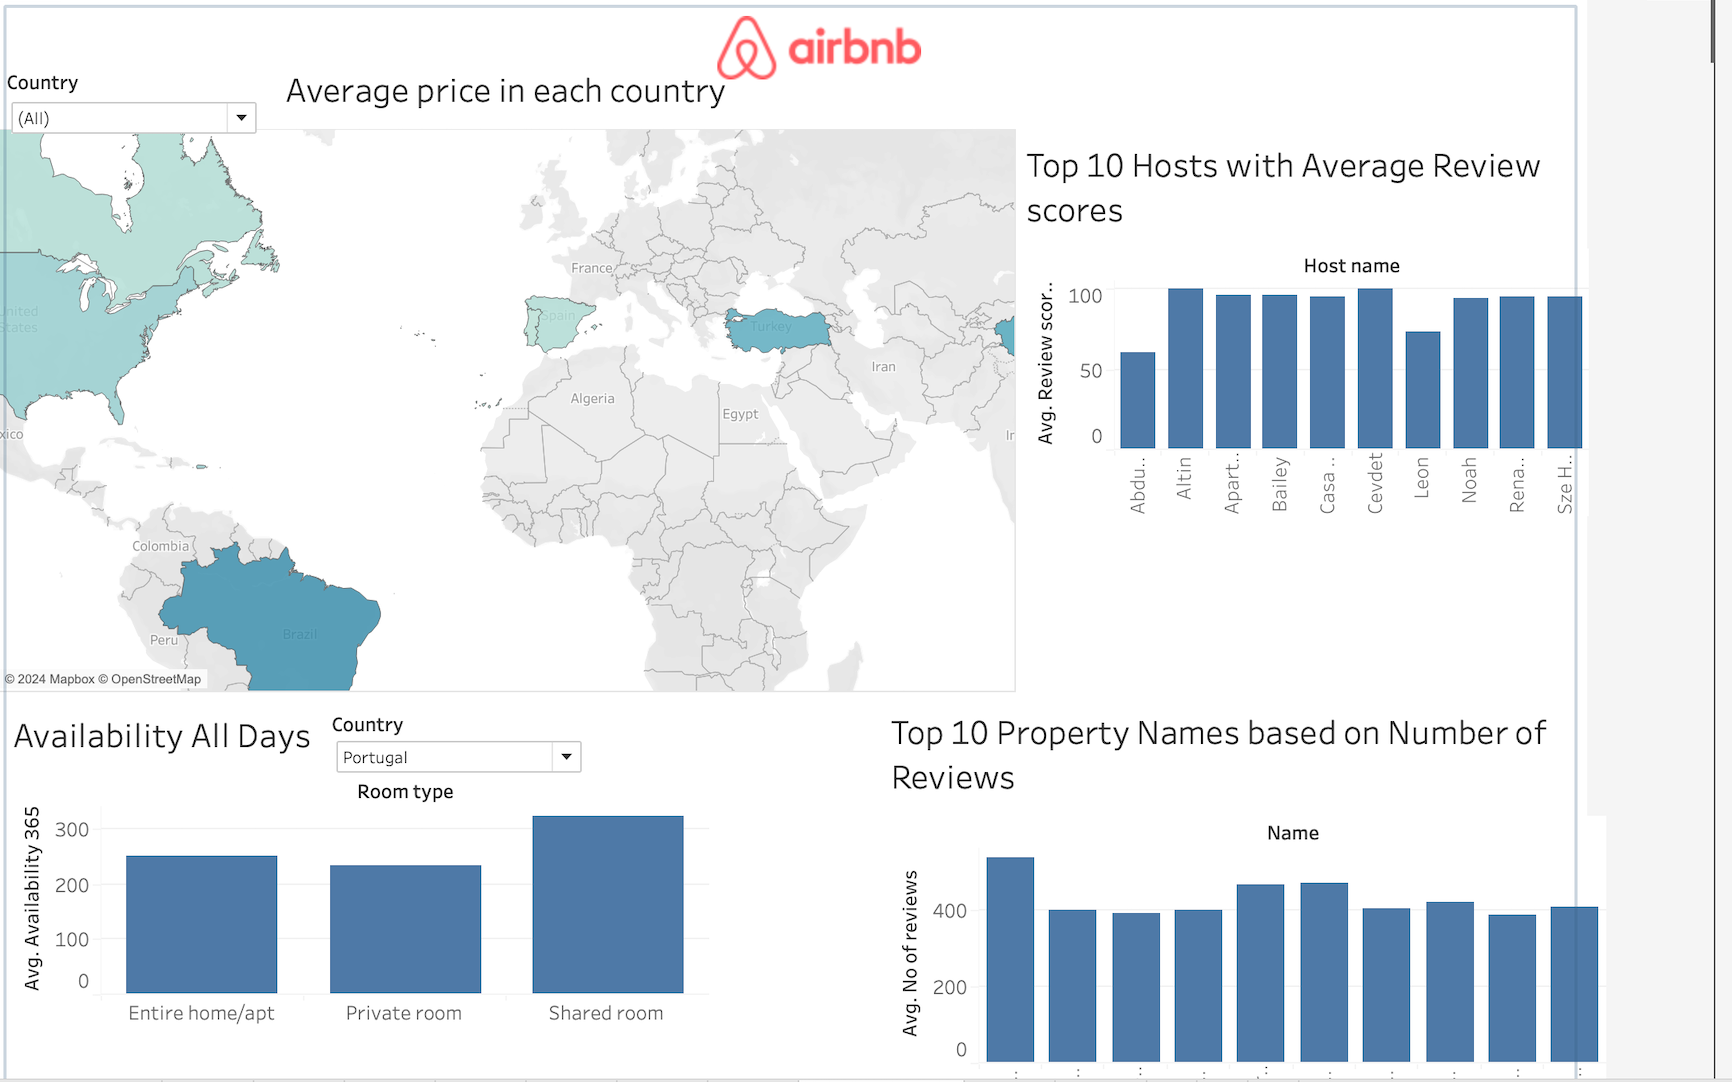 airbnb
Country
(All)
Average price in each country
United
States
xico
Colombia
Peru
Brazil
France
Spain
Turkey
Algeria
Egypt
Iran
Ir
© 2024 Mapbox © OpenStreetMap
Top 10 Hosts with Average Review
scores
Host name
Avg. Review scor..
100
50
0
Abdu..
Altin
Apart..
Bailey
Casa ..
Cevdet
Leon
Noah
Rena..
Sze H..
Availability All Days
Country
Portugal
Room type
Avg. Availability 365
300
200
100
0
Entire home/apt
Private room
Shared room
Top 10 Property Names based on Number of
Reviews
Name
Avg. No of reviews
400
200
0